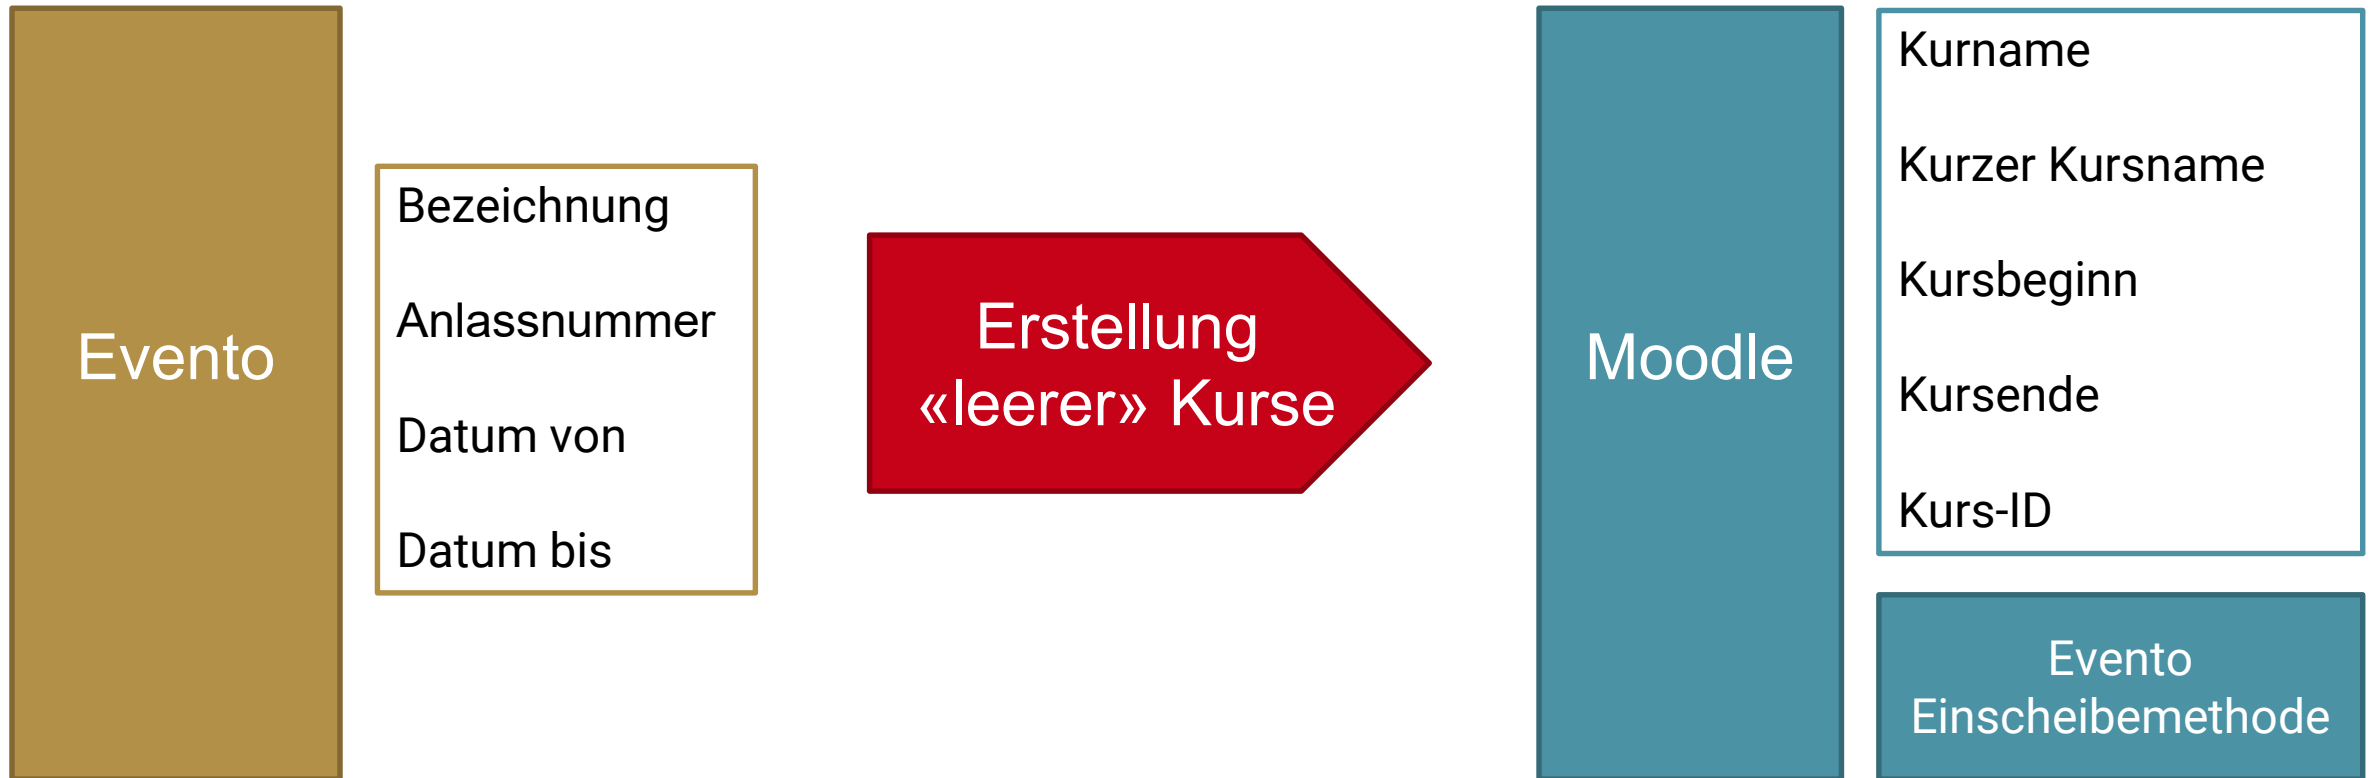 Evento
Bezeichnung
Anlassnummer
Datum von
Datum bis
Erstellung
«leerer» Kurse
Moodle
Kurname
Kurzer Kursname
Kursbeginn
Kursende
Kurs-ID
Evento
Einscheibemethode